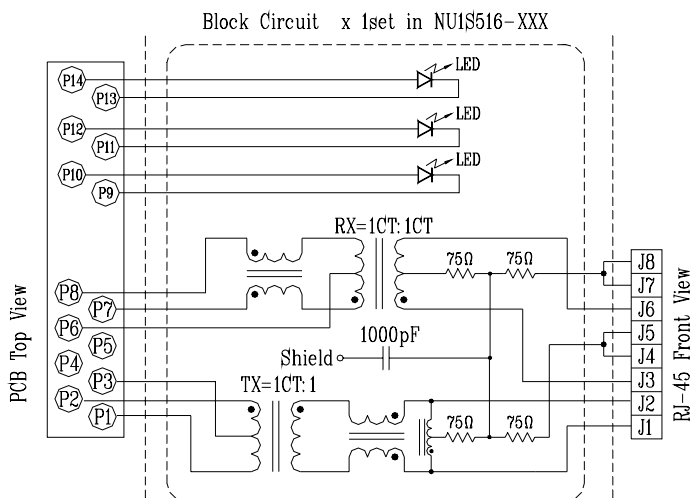 Block Circuit x 1set in NU1S516-XXX
P14
LED
P13
P12
LED
P11
P10
LED
P9
RX=1CT:1CT
75Ω 75Ω
J8
P8
J7
P7
J6
P6
1000pF
J5
P5
Shield
J4
P4
TX=1CT:1
P3
J3
P2
J2
P1
75Ω 75Ω
J1
PCB Top View
RJ-45 Front View